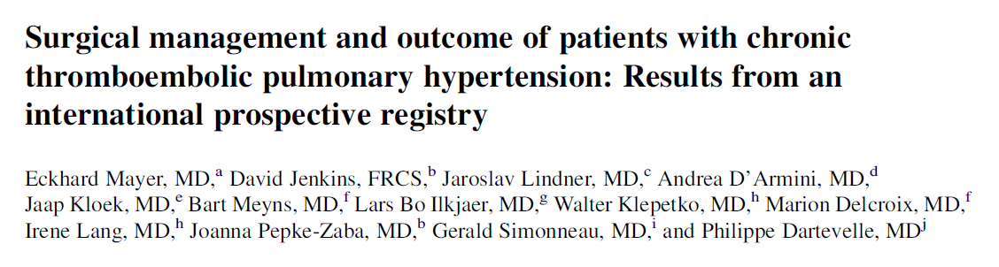 Surgical management and outcome of patients with chronic
thromboembolic pulmonary hypertension: Results from an
international prospective registry
Eckhard Mayer, MD,a David Jenkins, FRCS,b Jaroslav Lindner, MD,c Andrea D'Armini, MD,d
Jaap Kloek, MD,e Bart Meyns, MD,f Lars Bo Ilkjaer, MD,g Walter Klepetko, MD,h Marion Delcroix, MD,f
Irene Lang, MD,h Joanna Pepke-Zaba, MD,b Gerald Simonneau, MD,i and Philippe Dartevelle, MDj